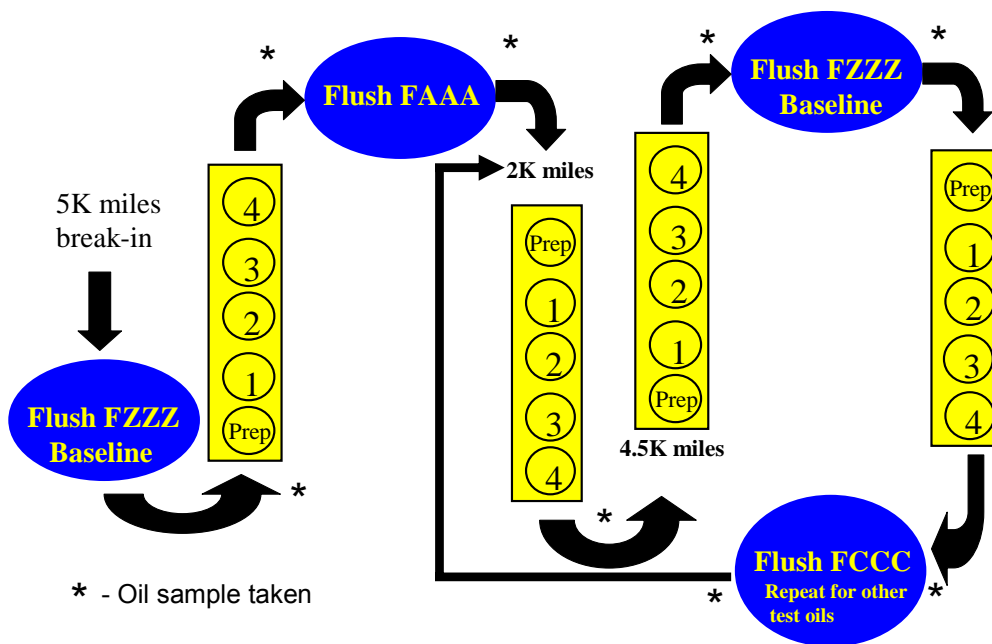 5K miles
break-in
Flush FZZZ
Baseline
*
4
3
2
1
Prep
*
Flush FAAA
*
2K miles
Prep
1
2
3
4
*
4
3
2
1
Prep
4.5K miles
*
Flush FZZZ
Baseline
*
Prep
1
2
3
4
*
Flush FCCC
Repeat for other
test oils
*
* - Oil sample taken